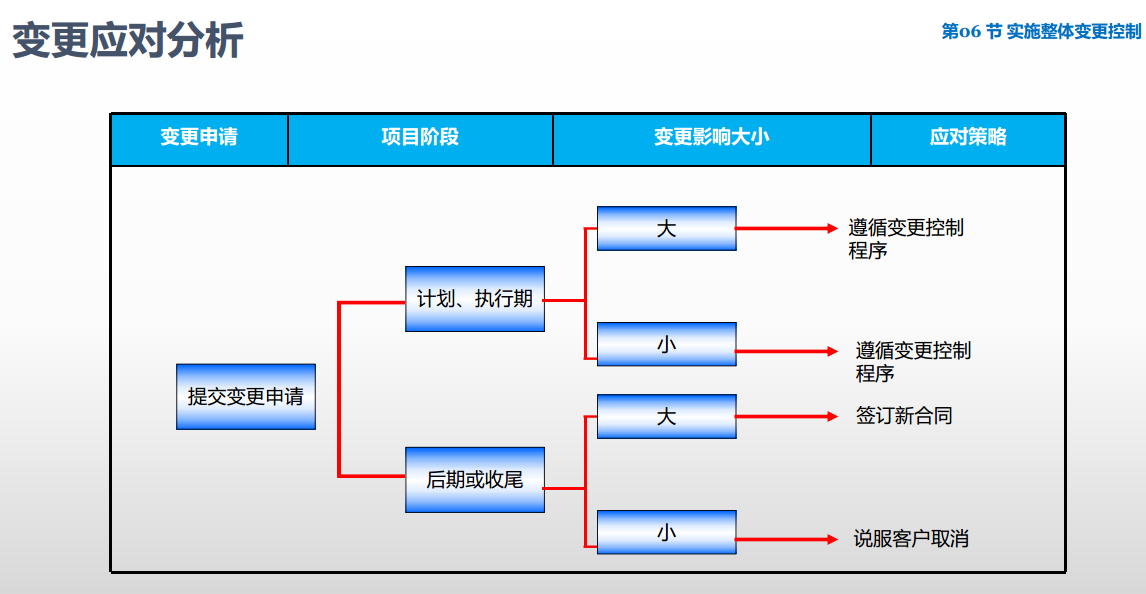 变更应对分析
第06 节 实施整体变更控制
变更申请
项目阶段
变更影响大小
应对策略
大
遵循变更控制
程序
计划、执行期
小
遵循变更控制
程序
提交变更申请
大
签订新合同
后期或收尾
小
说服客户取消